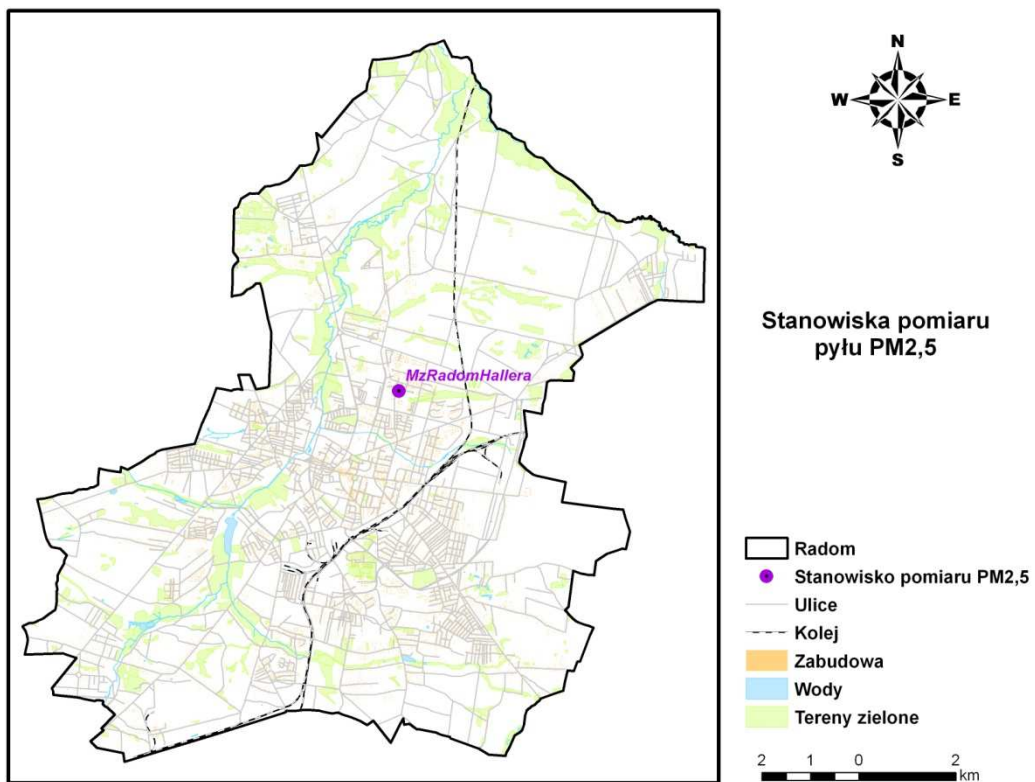 N
W E
S
Stanowiska pomiaru
pyłu PM2,5
MzRadomHallera
Radom
Stanowisko pomiaru PM2,5
Ulice
Kolej
Zabudowa
Wody
Tereny zielone
2 1 0 2
km